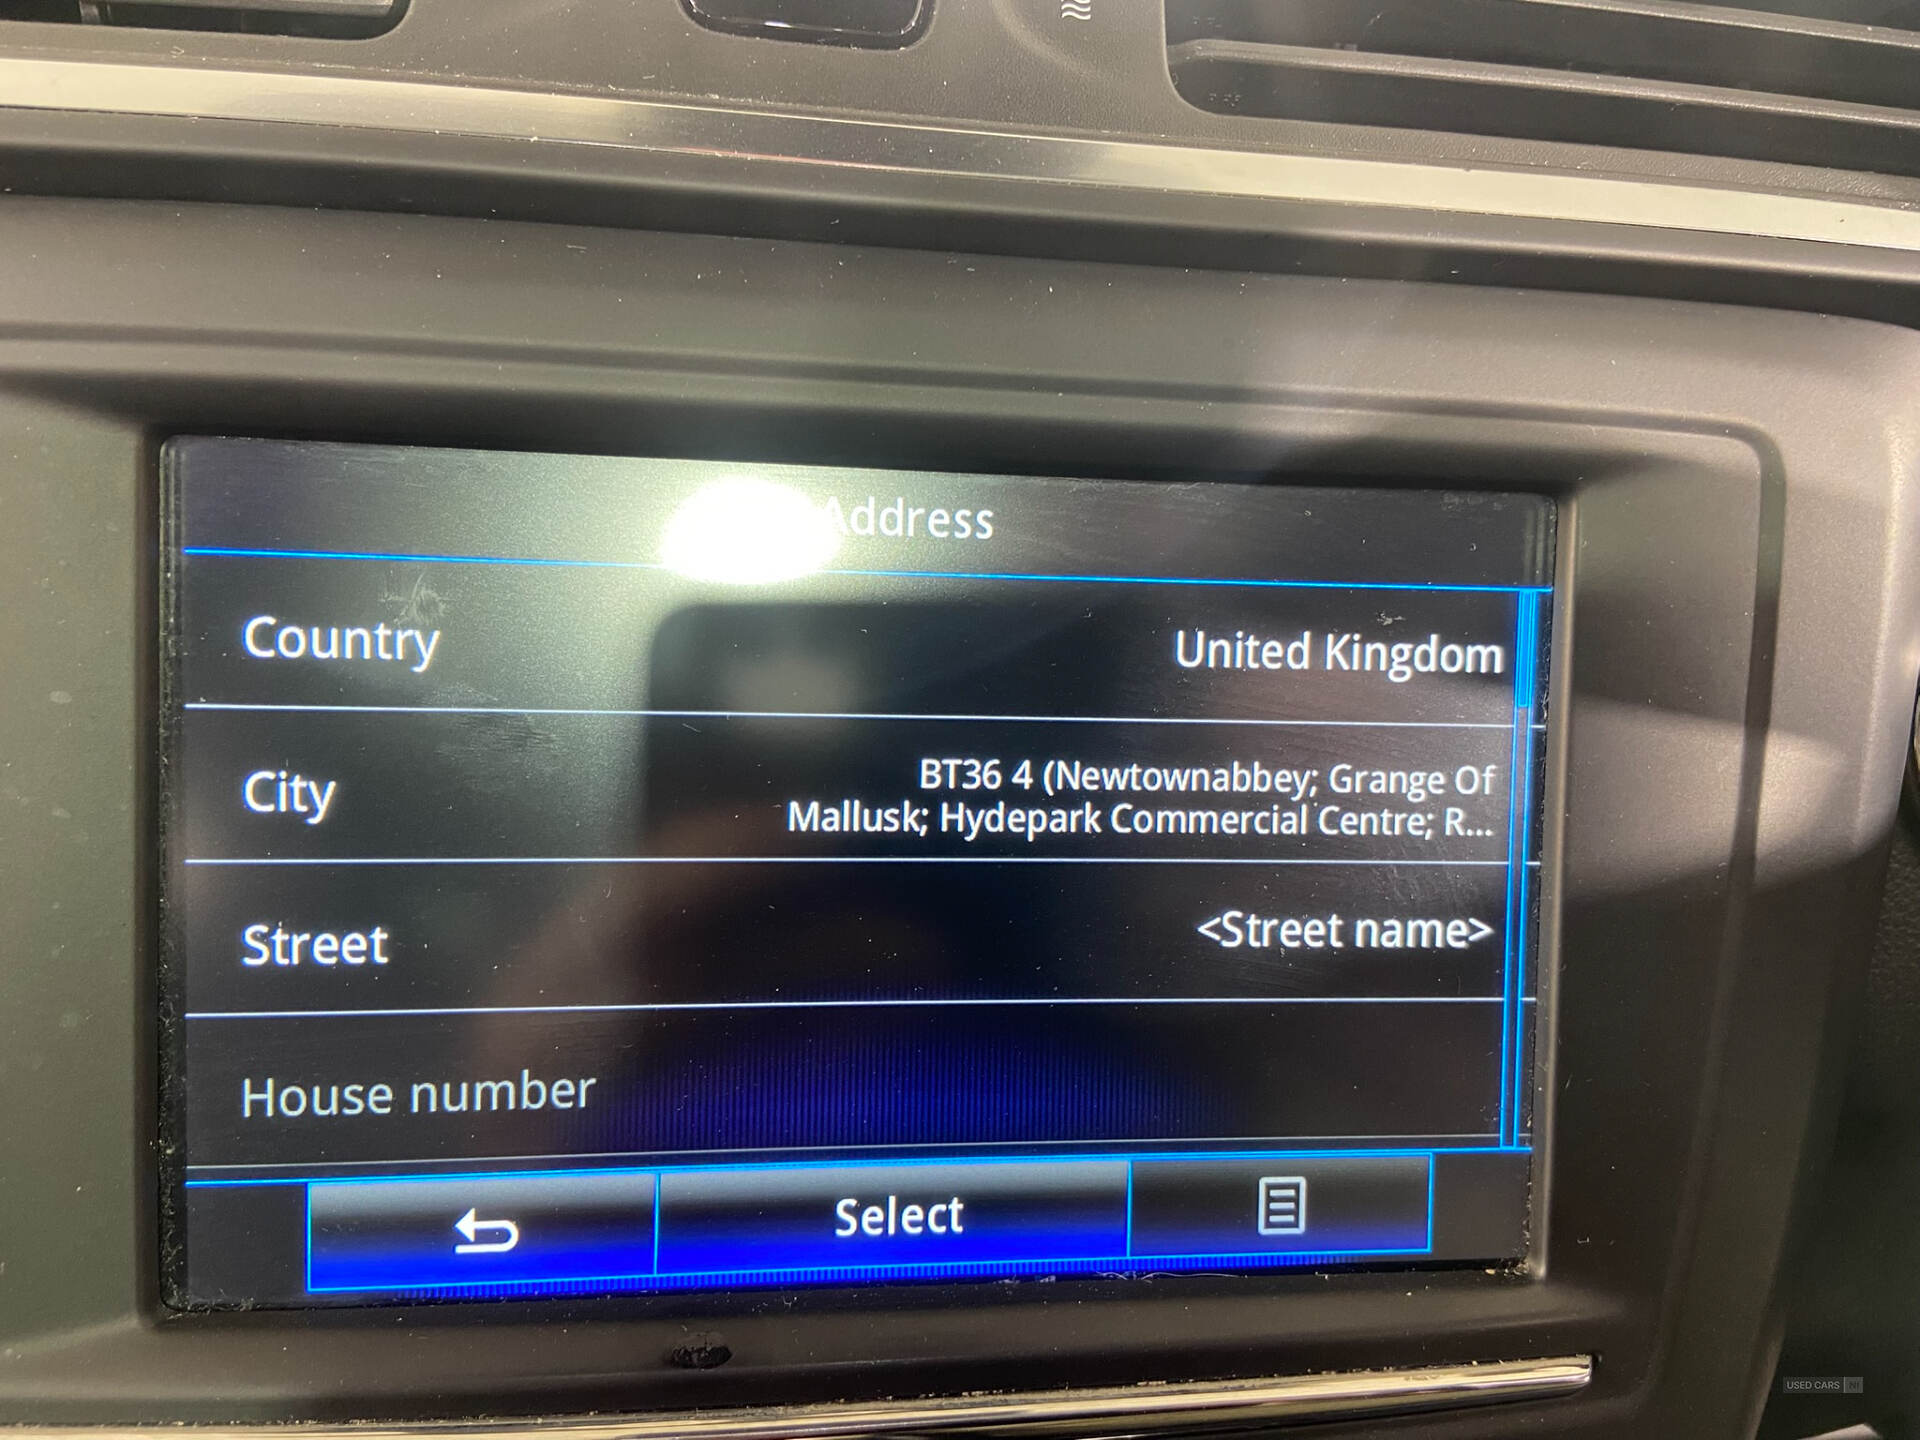 Address
Country
United Kingdom
City
BT36 4 (Newtownabbey; Grange Of
Mallusk; Hydepark Commercial Centre; R...
Street
<Street name>
House number
Select
USED CARS NI